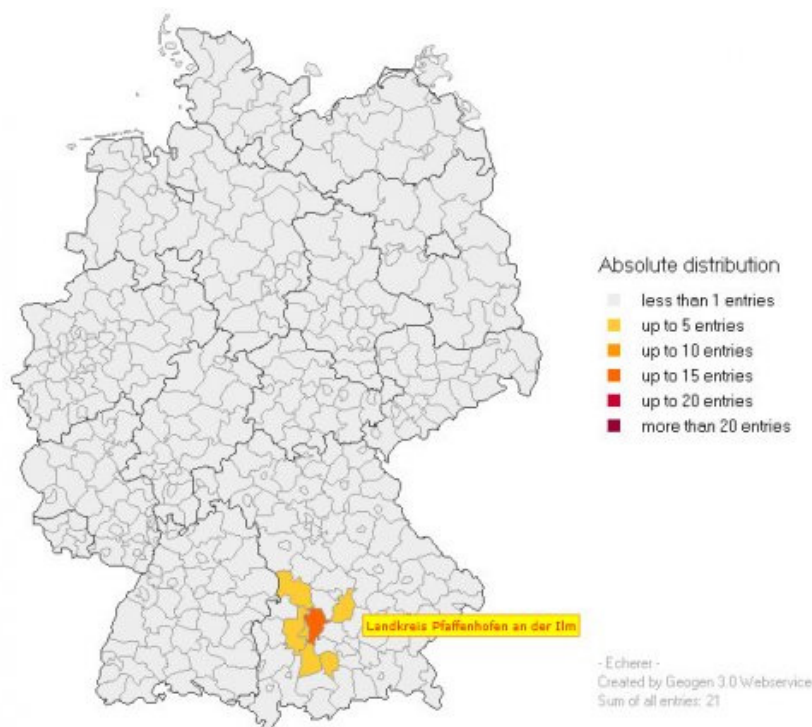 Absolute distribution
less than 1 entries
up to 5 entries
up to 10 entries
up to 15 entries
up to 20 entries
more than 20 entries
Landkreis Pfaffenhofen an der Ilm
- Echerer -
Created by Geogen 3.0 Webservice
Sum of all entries: 21